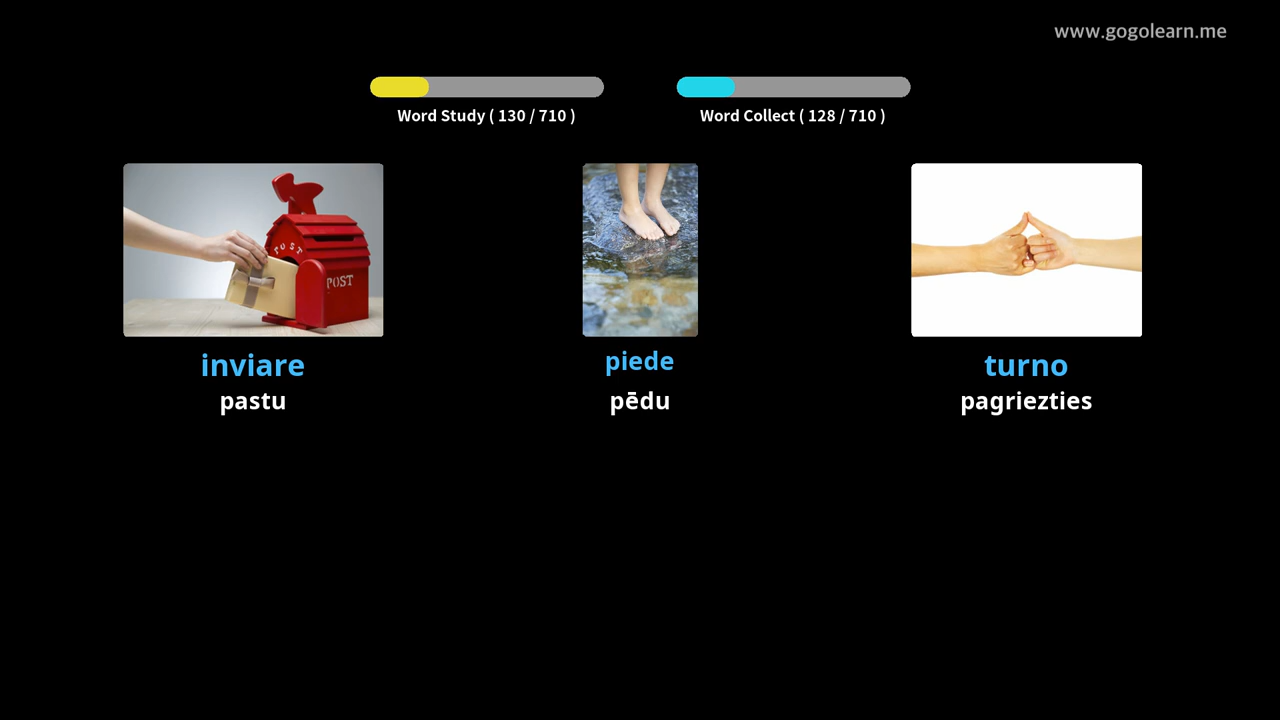 www.gogolearn.me
Word Study ( 130 / 710 )
Word Collect ( 128 / 710 )
POST
POST
inviare
piede
turno
pastu
pēdu
pagriezties